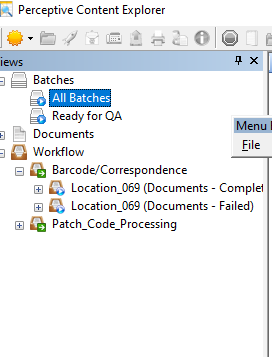 Perceptive Content Explorer
iews
Batches
All Batches
Ready for QA
Documents
Workflow
Barcode/Correspondence
Location_069 (Documents - Complet
Location_069 (Documents - Failed)
Patch_Code_Processing
Menu
File